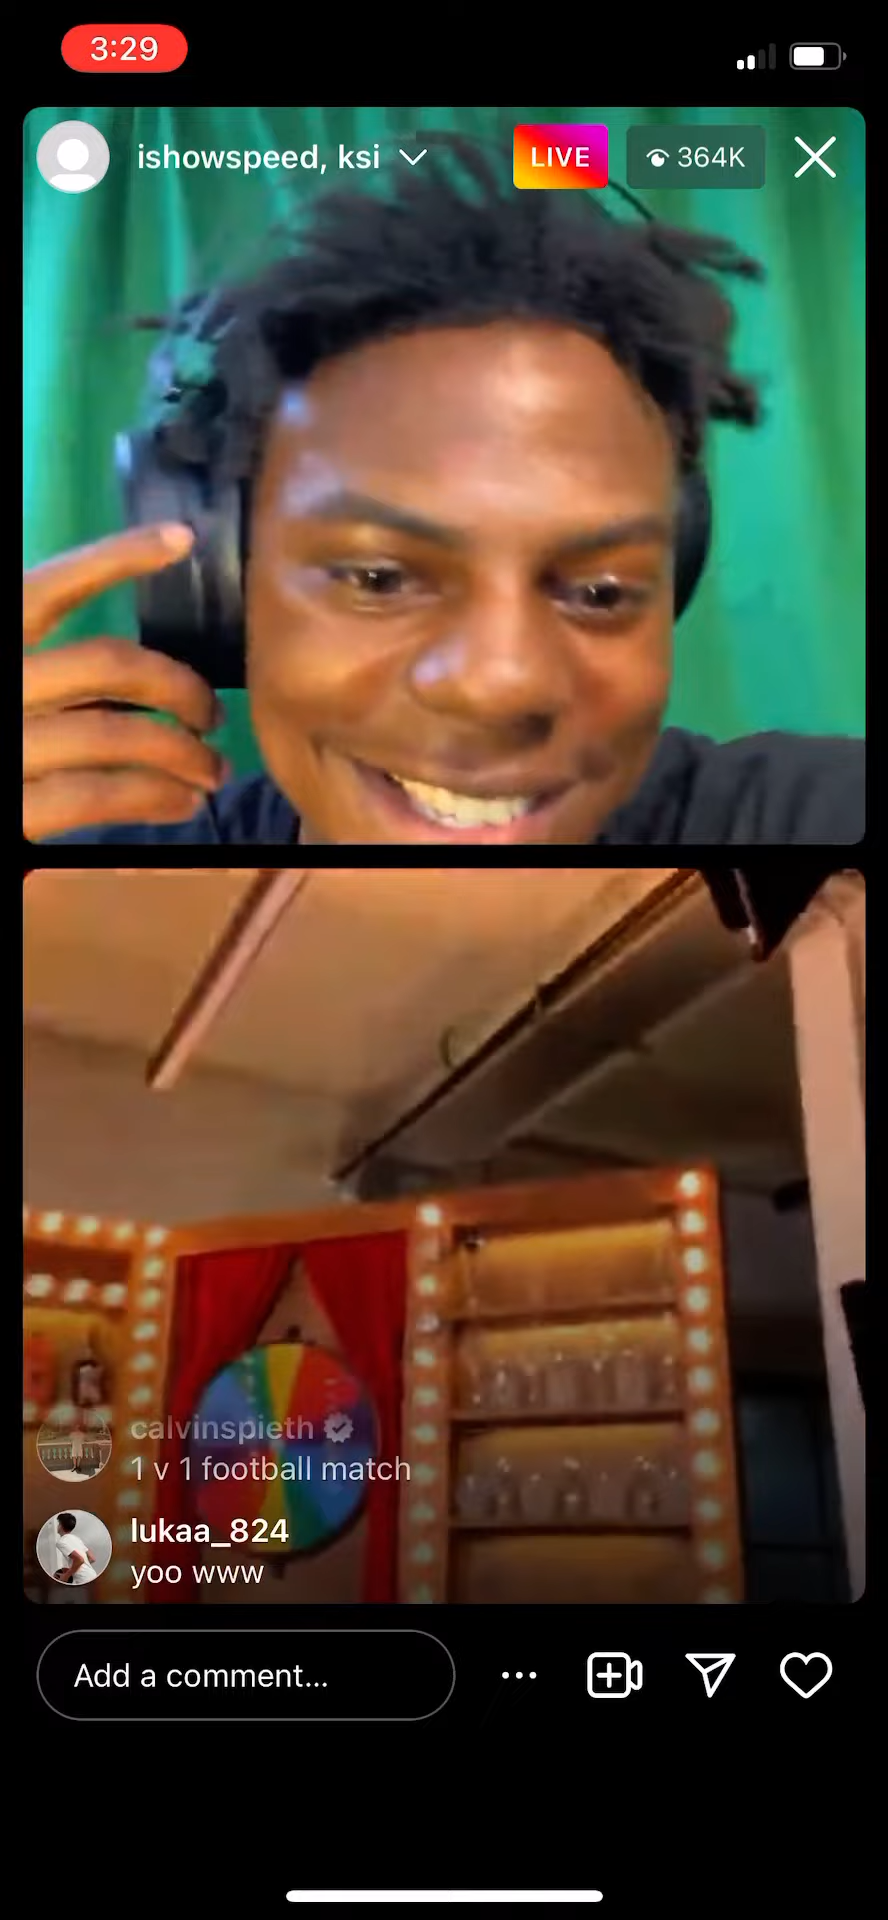 3:29
ishowspeed, ksi
LIVE
364K
calvinspieth
1 v 1 football match
lukaa_824
yoo www
Add a comment...